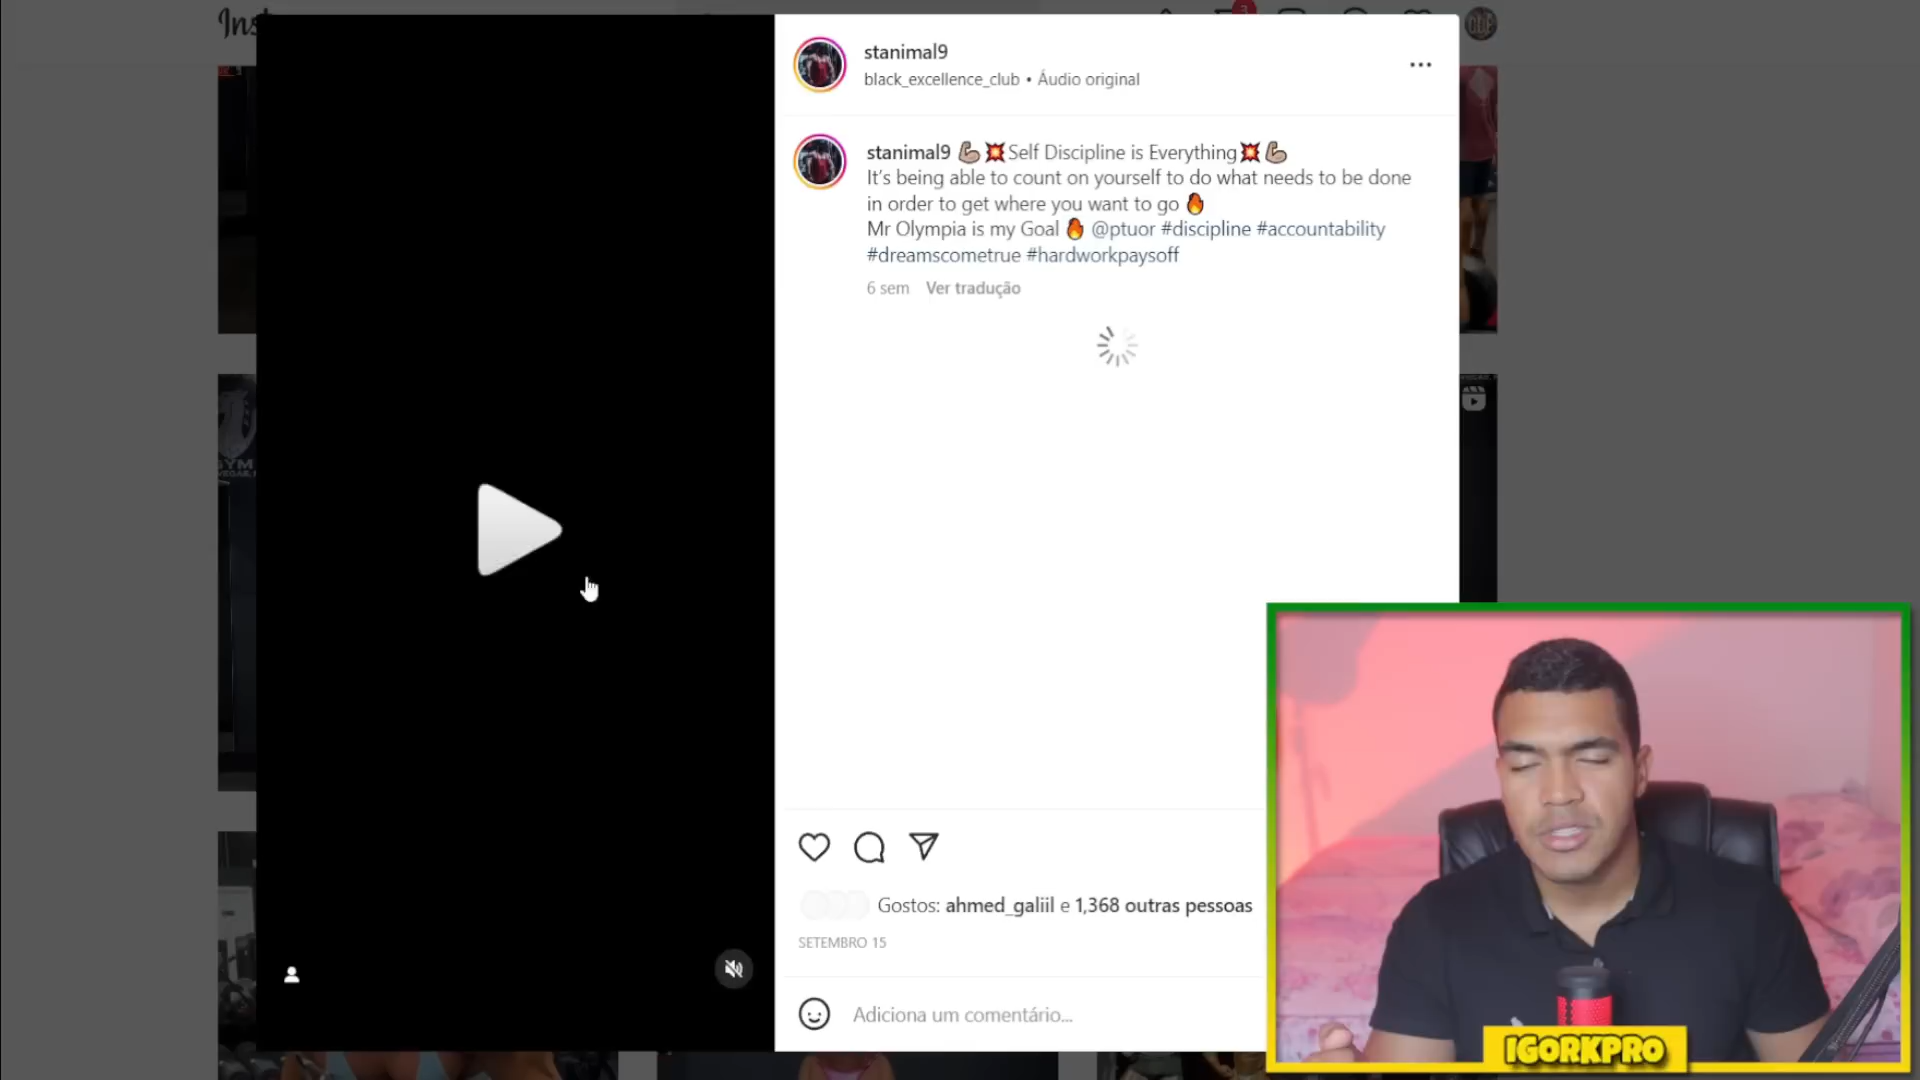 Inst
3
stanimal9
black_excellence_club • Áudio original
stanimal9 💪💥Self Discipline is Everything💥💪
It’s being able to count on yourself to do what needs to be done
in order to get where you want to go 🔥
Mr Olympia is my Goal 🔥 @ptuor #discipline #accountability
#dreamscometrue #hardworkpaysoff
6 sem Ver tradução
GYM
Gostos: ahmed_galiil e 1,368 outras pessoas
SETEMBRO 15
Adiciona um comentário...
IGORKPRO